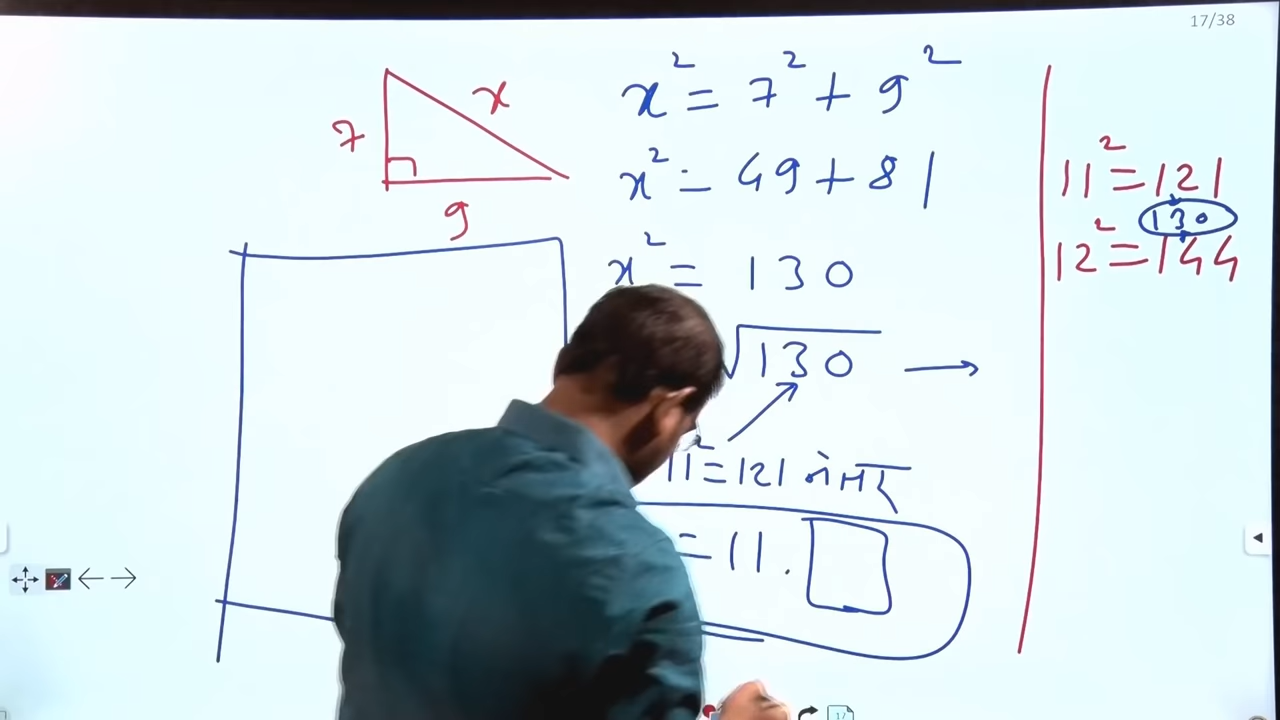 17/38
7
x
9
x² = 7² + 9²
x² = 49 + 81
x² = 130
√130 →
11² = 121
= 11.
11² = 121
130
12² = 144